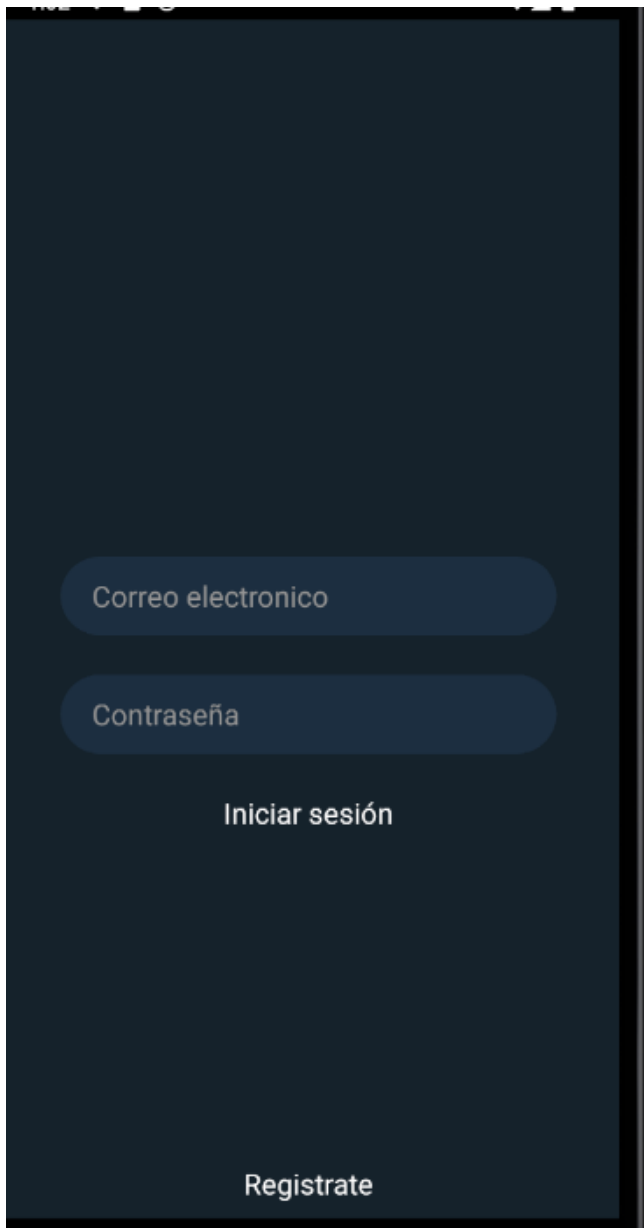 Correo electronico
Contraseña
Iniciar sesión
Registrate